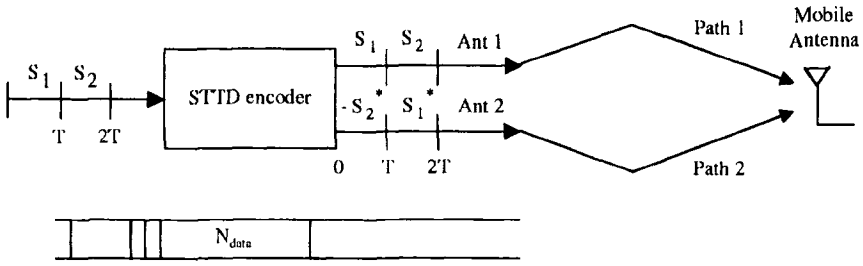 Mobile
Antenna
S1 S2
T 2T
STTD encoder
S1 S2 Ant 1
-S2* S1* Ant 2
0 T 2T
Path 1
Path 2
Ndata